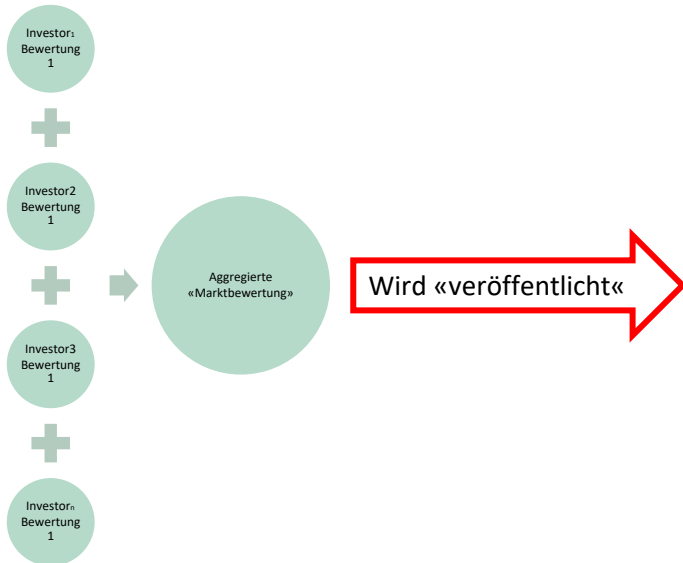 Investor₁
Bewertung
1
Investor2
Bewertung
1
Investor3
Bewertung
1
Investorₙ
Bewertung
1
Aggregierte
«Marktbewertung»
Wird «veröffentlicht“